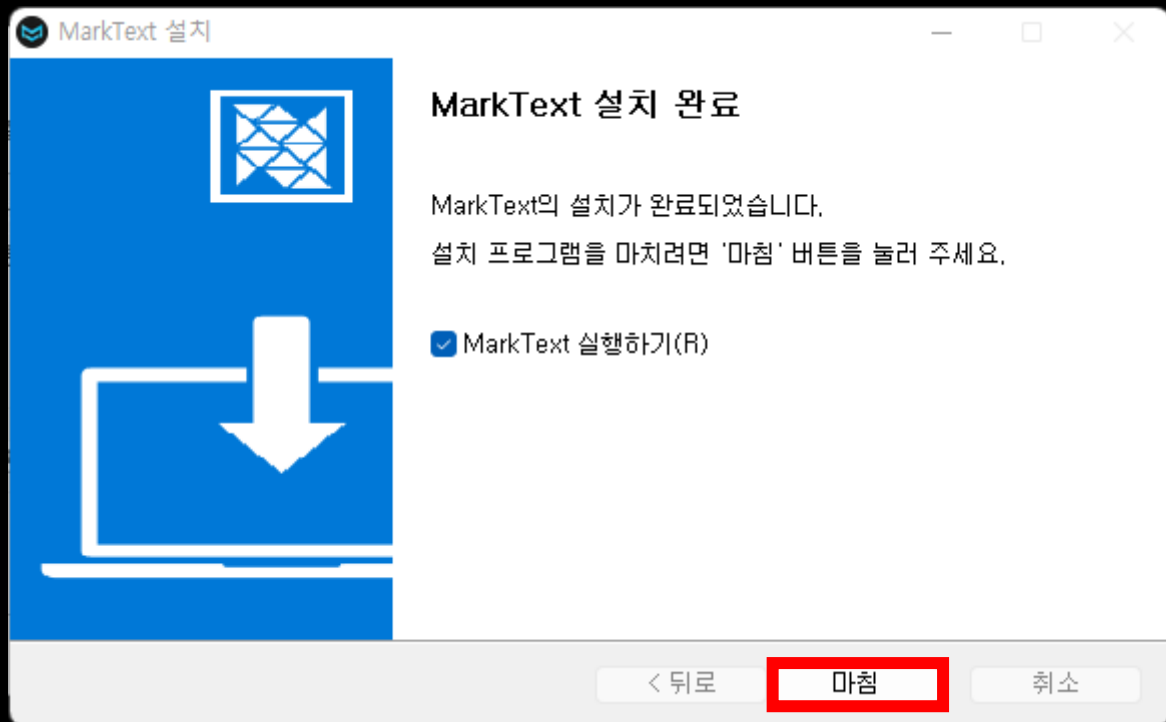 MarkText 설치
MarkText 설치 완료
MarkText의 설치가 완료되었습니다.
설치 프로그램을 마치려면 '마침' 버튼을 눌러 주세요.
MarkText 실행하기(R)
< 뒤로
마침
취소